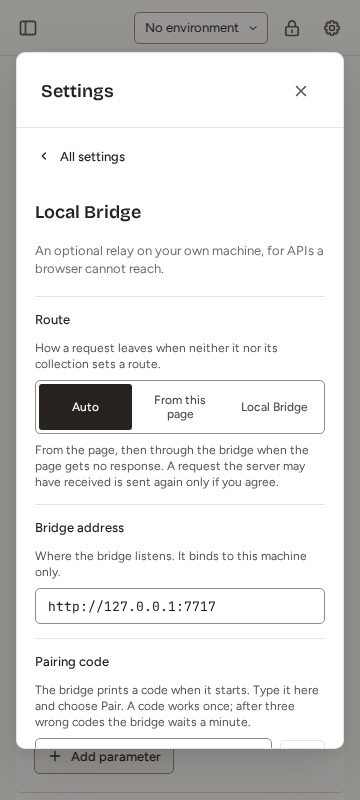 No environment
Settings
All settings
Local Bridge
An optional relay on your own machine, for APIs a
browser cannot reach.
Route
How a request leaves when neither it nor its
collection sets a route.
Auto
From this
page
Local Bridge
From the page, then through the bridge when the
page gets no response. A request the server may
have received is sent again only if you agree.
Bridge address
Where the bridge listens. It binds to this machine
only.
http://127.0.0.1:7717
Pairing code
The bridge prints a code when it starts. Type it here
and choose Pair. A code works once; after three
wrong codes the bridge waits a minute.
Add parameter